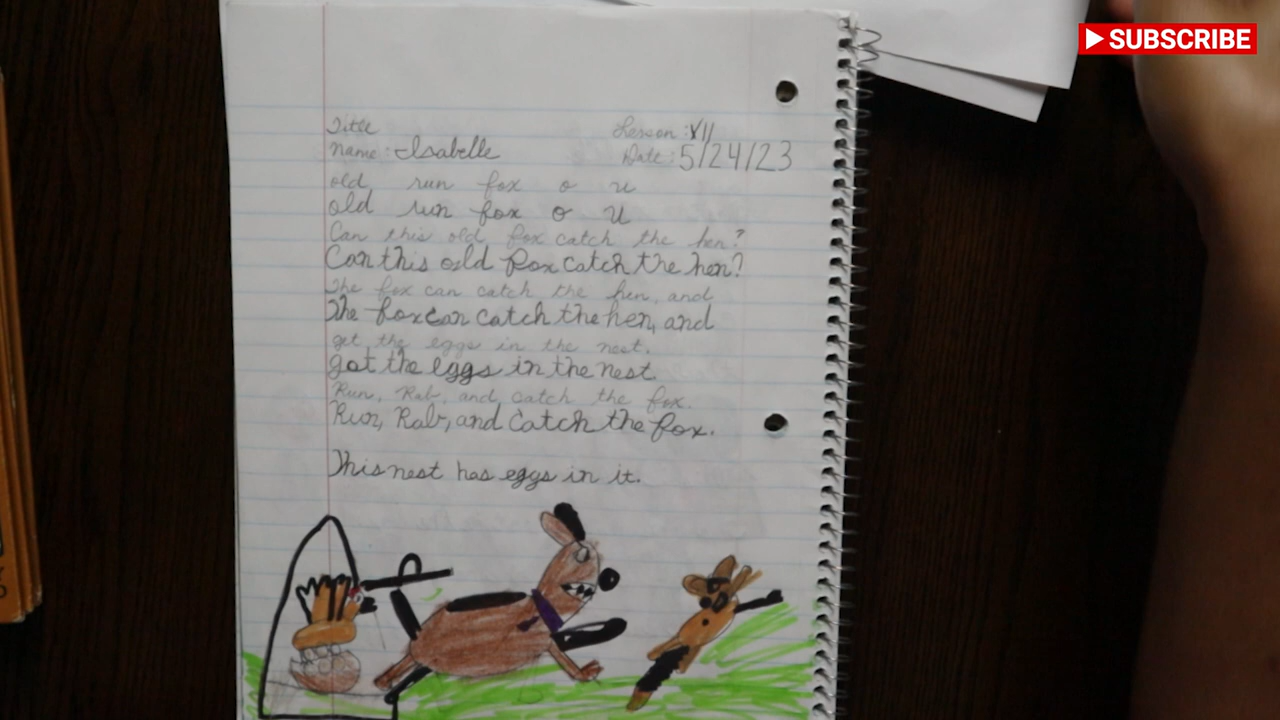 SUBSCRIBE
Title
Lesson: XII
Name: Isabelle
Date: 5/24/23
old run fox o u
old run fox o u
Can this old fox catch the hen?
Can this old fox catch the hen?
The fox can catch the hen, and
The fox can catch the hen, and
get the eggs in the nest.
get the eggs in the nest
Run, Rab, and catch the fox.
Run, Rab, and catch the fox.
This nest has eggs in it.